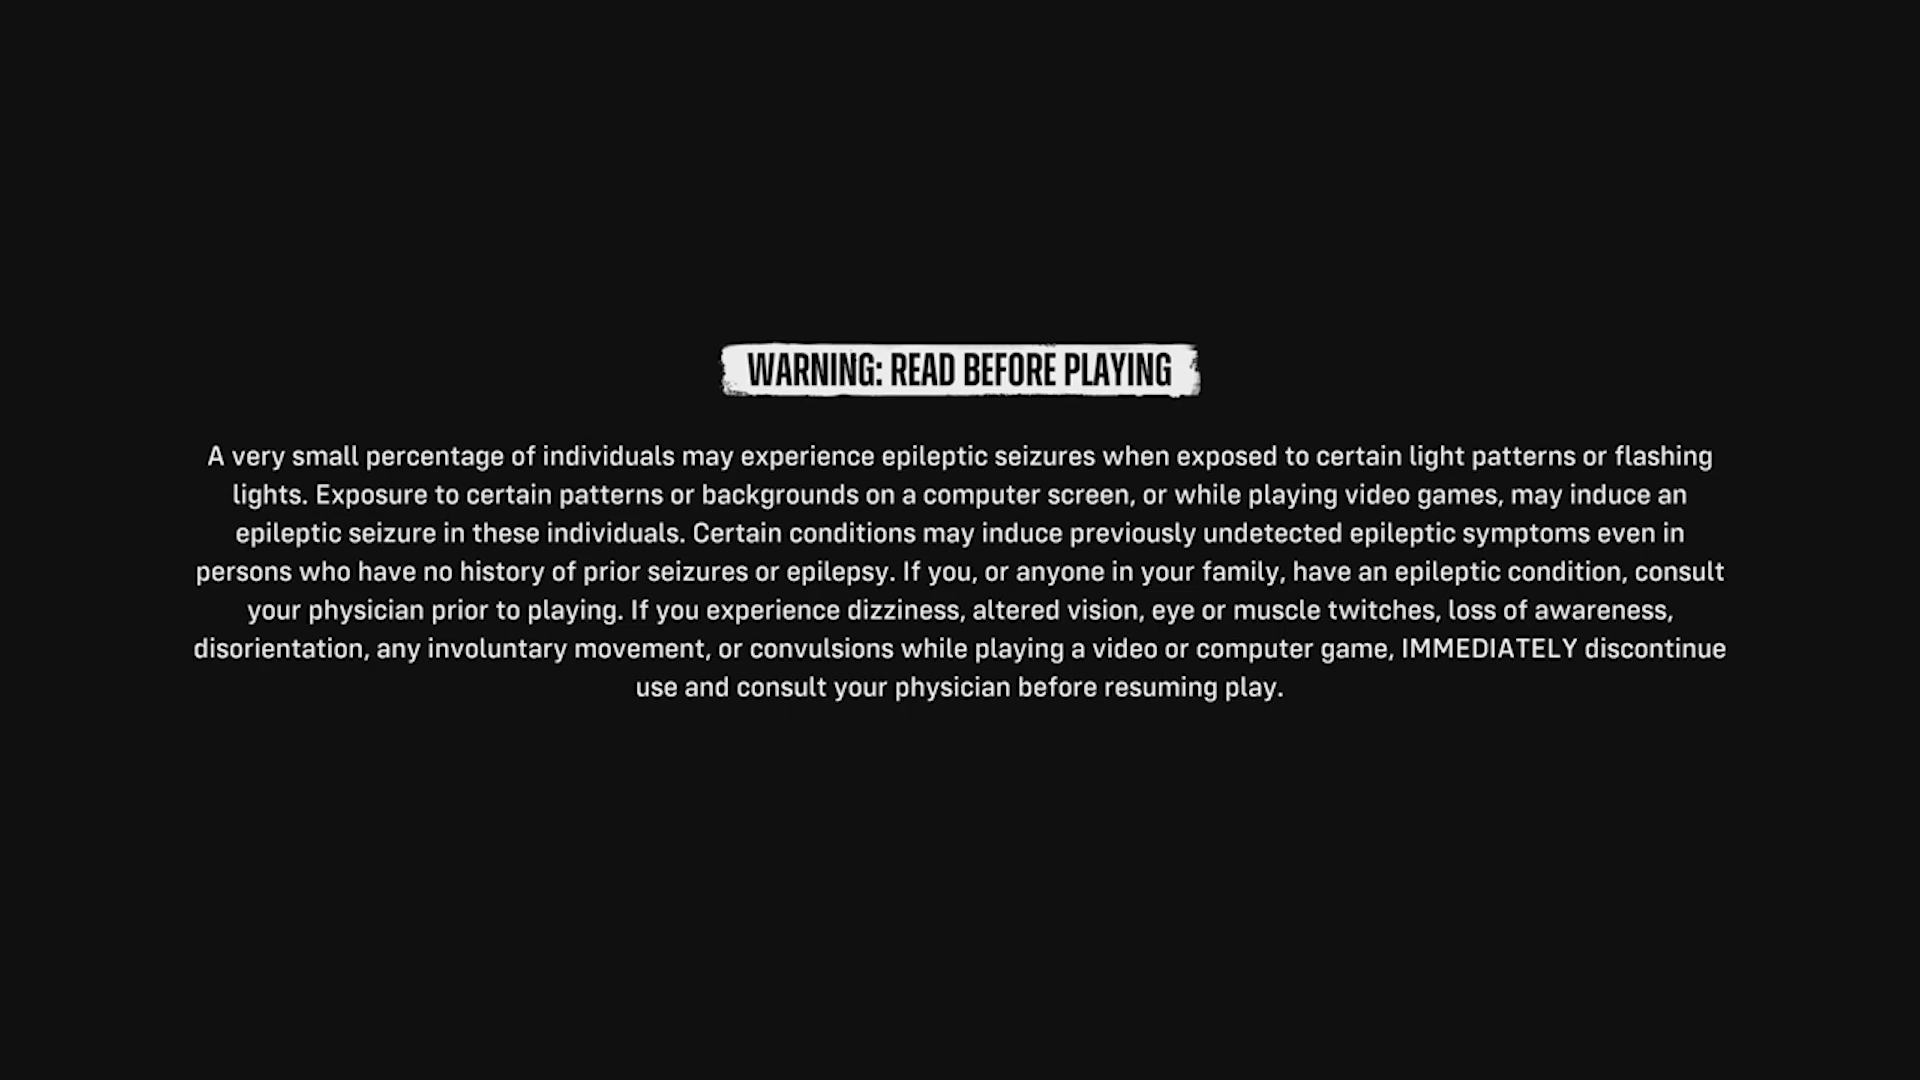 WARNING: READ BEFORE PLAYING
A very small percentage of individuals may experience epileptic seizures when exposed to certain light patterns or flashing
lights. Exposure to certain patterns or backgrounds on a computer screen, or while playing video games, may induce an
epileptic seizure in these individuals. Certain conditions may induce previously undetected epileptic symptoms even in
persons who have no history of prior seizures or epilepsy. If you, or anyone in your family, have an epileptic condition, consult
your physician prior to playing. If you experience dizziness, altered vision, eye or muscle twitches, loss of awareness,
disorientation, any involuntary movement, or convulsions while playing a video or computer game, IMMEDIATELY discontinue
use and consult your physician before resuming play.